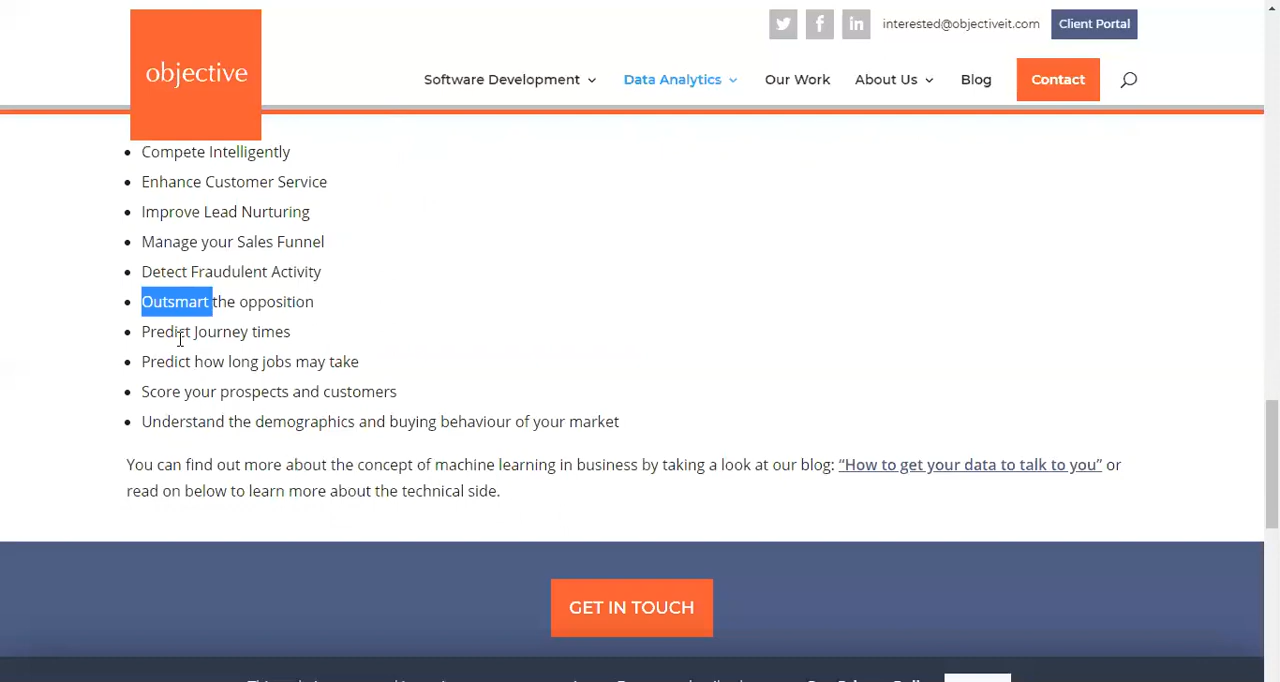 interested@objectiveit.com Client Portal
objective
Software Development Data Analytics Our Work About Us Blog Contact
Compete Intelligently
Enhance Customer Service
Improve Lead Nurturing
Manage your Sales Funnel
Detect Fraudulent Activity
Outsmart the opposition
Predict Journey times
Predict how long jobs may take
Score your prospects and customers
Understand the demographics and buying behaviour of your market
You can find out more about the concept of machine learning in business by taking a look at our blog: “How to get your data to talk to you” or
read on below to learn more about the technical side.
GET IN TOUCH